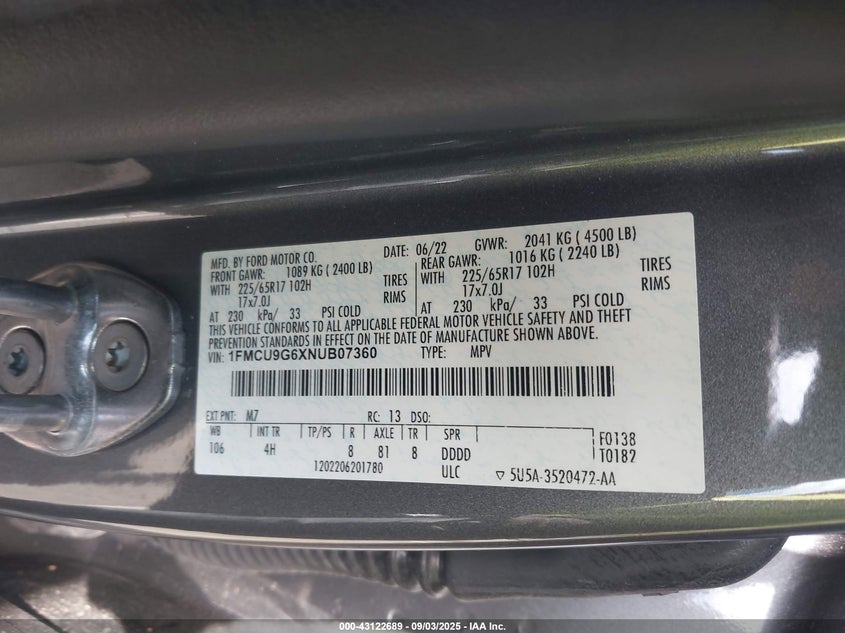 MFD. BY FORD MOTOR CO. DATE: 06/22 GVWR: 2041 KG ( 4500 LB)
FRONT GAWR: 1089 KG ( 2400 LB) REAR GAWR: 1016 KG ( 2240 LB)
WITH 225/65R17 102H TIRES WITH 225/65R17 102H TIRES
17x7.0J RIMS 17x7.0J RIMS
AT 230 kPa/ 33 PSI COLD AT 230 kPa/ 33 PSI COLD
THIS VEHICLE CONFORMS TO ALL APPLICABLE FEDERAL MOTOR VEHICLE SAFETY AND THEFT
PREVENTION STANDARDS IN EFFECT ON THE DATE OF MANUFACTURE SHOWN ABOVE.
VIN: 1FMCU9G6XNUB07360 TYPE: MPV
EXT PNT: M7 RC: 13 DSO:
WB INT TR TP/PS R AXLE TR SPR F0138
106 4H 8 81 8 DDDD T0182
1202206201780 ULC ▽ 5U5A-3520472-AA
000-43122689 - 09/03/2025 - IAA Inc.